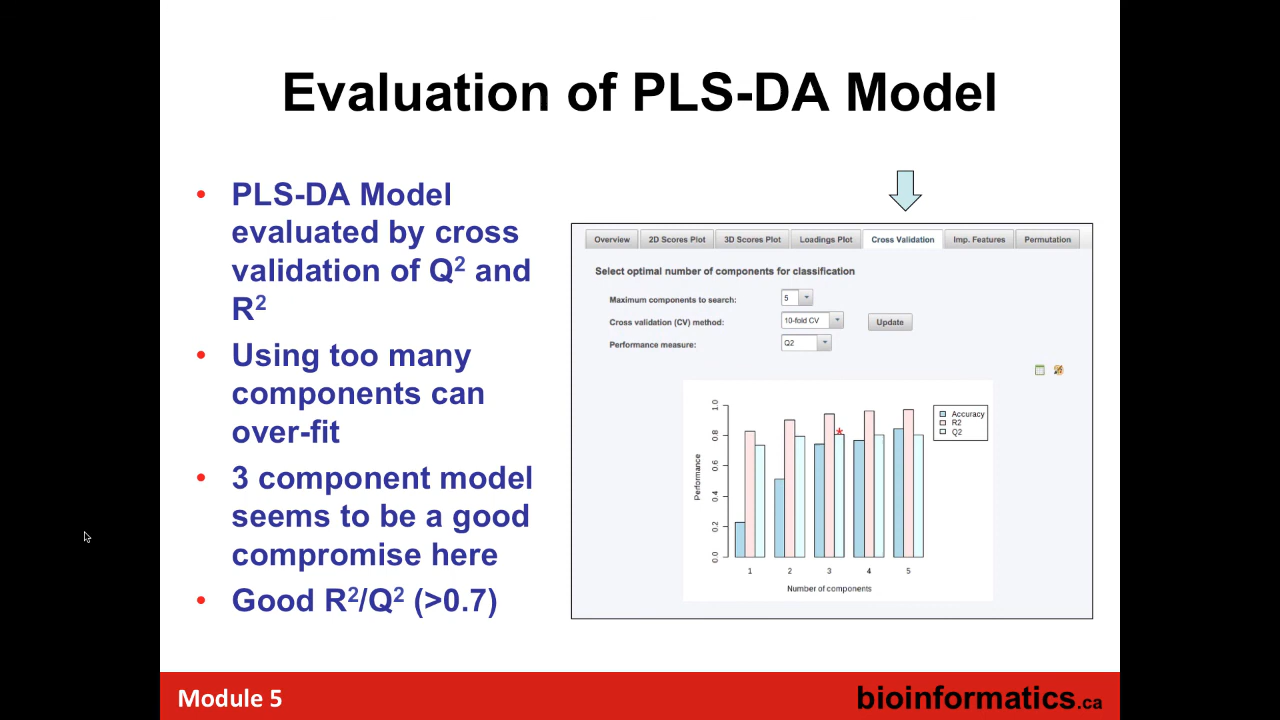 Evaluation of PLS-DA Model
• PLS-DA Model
evaluated by cross
validation of Q² and
R²
• Using too many
components can
over-fit
• 3 component model
seems to be a good
compromise here
• Good R²/Q² (>0.7)
Overview 2D Scores Plot 3D Scores Plot Loadings Plot Cross Validation Imp. Features Permutation
Select optimal number of components for classification
Maximum components to search: 5
Cross validation (CV) method: 10-fold CV Update
Performance measure: Q2
Performance
1.0
0.8
0.6
0.4
0.2
0.0
*
Accuracy
R2
Q2
1 2 3 4 5
Number of components
Module 5
bioinformatics.ca